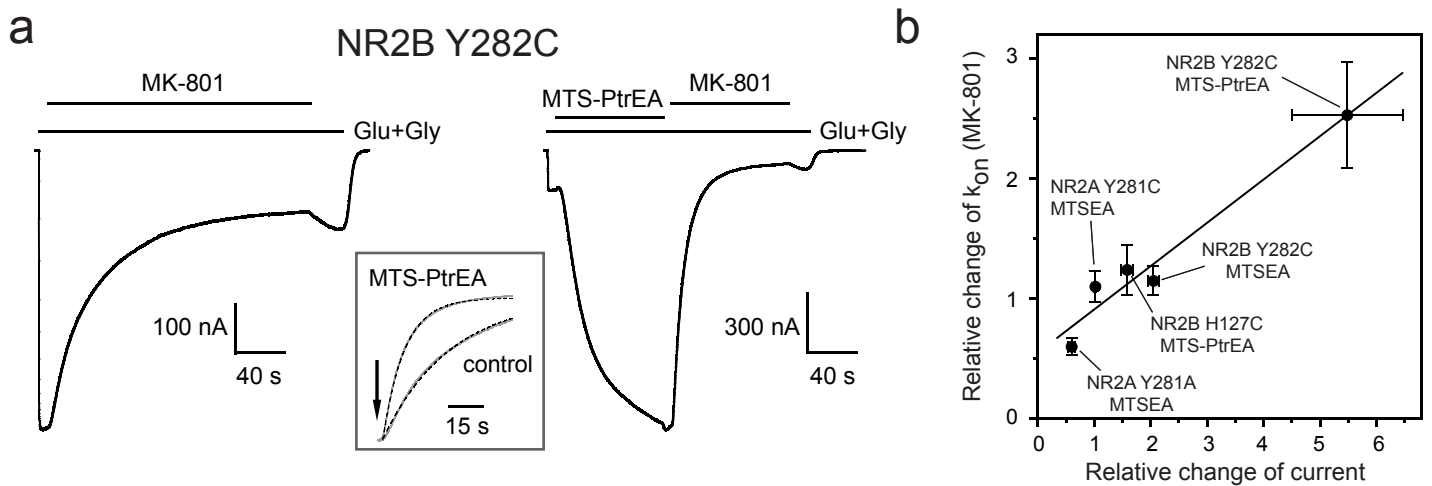 a
NR2B Y282C
MK-801
Glu+Gly
100 nA
40 s
MTS-PtrEA
control
15 s
MTS-PtrEA
MK-801
Glu+Gly
300 nA
40 s
b
Relative change of kon (MK-801)
3
2
1
0
NR2B Y282C
MTS-PtrEA
NR2A Y281C
MTSEA
NR2B Y282C
MTSEA
NR2B H127C
MTS-PtrEA
NR2A Y281A
MTSEA
0 1 2 3 4 5 6
Relative change of current